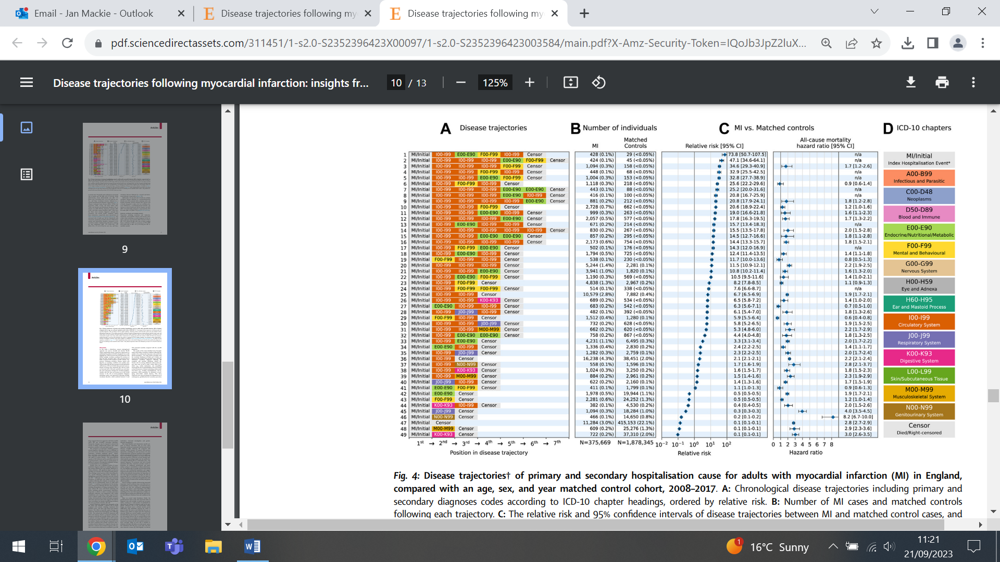 Email - Jan Mackie - Outlook
Disease trajectories following my
Disease trajectories following my
pdf.sciencedirectassets.com/311451/1-s2.0-S2352396423X00097/1-s2.0-S2352396423003584/main.pdf?X-Amz-Security-Token=IQoJb3JpZ2luX...
Disease trajectories following myocardial infarction: insights fr... 10 / 13 125%
9
10
A Disease trajectories B Number of individuals C MI vs. Matched controls D ICD-10 chapters
MI Matched Controls Relative risk [95% CI] All-cause mortality hazard ratio [95% CI]
1 MI/Initial I00-I99 E00-E90 F00-F99 I00-I99 Censor 428 (0.1%) 29 (<0.05%) 73.8 [50.7-107.5] n/a
2 MI/Initial I00-I99 I00-I99 I00-I99 E00-E90 F00-F99 Censor 424 (0.1%) 45 (<0.05%) 47.1 [34.6-64.1] n/a
3 MI/Initial I00-I99 I00-I99 I00-I99 F00-F99 Censor 1,094 (0.3%) 158 (<0.05%) 34.6 [29.3-40.9] 1.7 [1.2-2.6]
4 MI/Initial I00-I99 I00-I99 F00-F99 I00-I99 Censor 448 (0.1%) 68 (<0.05%) 32.9 [25.5-42.5] n/a
5 MI/Initial I00-I99 I00-I99 E00-E90 F00-F99 Censor 1,004 (0.3%) 153 (<0.05%) 32.8 [27.7-38.9] n/a
6 MI/Initial I00-I99 F00-F99 I00-I99 Censor 1,118 (0.3%) 218 (<0.05%) 25.6 [22.2-29.6] 0.9 [0.6-1.4]
7 MI/Initial I00-I99 I00-I99 I00-I99 E00-E90 E00-E90 Censor 443 (0.1%) 88 (<0.05%) 25.2 [20.0-31.6] n/a
8 MI/Initial I00-I99 I00-I99 I00-I99 E00-E90 I00-I99 Censor 416 (0.1%) 100 (<0.05%) 20.8 [16.7-25.9] n/a
9 MI/Initial I00-I99 I00-I99 I00-I99 I00-I99 E00-E90 Censor 881 (0.2%) 212 (<0.05%) 20.8 [17.9-24.1] 1.8 [1.2-2.8]
10 MI/Initial I00-I99 I00-I99 F00-F99 Censor 2,728 (0.7%) 662 (<0.05%) 20.6 [18.9-22.4] 1.2 [1.0-1.6]
11 MI/Initial I00-I99 I00-I99 E00-E90 I00-I99 Censor 999 (0.3%) 263 (<0.05%) 19.0 [16.6-21.8] 1.6 [1.1-2.3]
12 MI/Initial I00-I99 I00-I99 I00-I99 E00-E90 Censor 2,057 (0.5%) 577 (<0.05%) 17.8 [16.3-19.5] 1.7 [1.3-2.2]
13 MI/Initial I00-I99 E00-E90 I00-I99 I00-I99 Censor 671 (0.2%) 214 (<0.05%) 15.7 [13.4-18.3] n/a
14 MI/Initial I00-I99 I00-I99 I00-I99 I00-I99 I00-I99 Censor 830 (0.2%) 267 (<0.05%) 15.5 [13.5-17.8] 2.0 [1.5-2.8]
15 MI/Initial I00-I99 I00-I99 E00-E90 E00-E90 Censor 857 (0.2%) 295 (<0.05%) 14.5 [12.7-16.6] 1.8 [1.1-2.8]
16 MI/Initial I00-I99 I00-I99 I00-I99 I00-I99 Censor 2,173 (0.6%) 754 (<0.05%) 14.4 [13.3-15.7] 1.8 [1.5-2.1]
17 MI/Initial I00-I99 F00-F99 E00-E90 Censor 502 (0.1%) 176 (<0.05%) 14.3 [12.0-16.9] n/a
18 MI/Initial I00-I99 E00-E90 I00-I99 Censor 1,794 (0.5%) 725 (<0.05%) 12.4 [11.4-13.5] 1.4 [1.1-1.8]
19 MI/Initial F00-F99 I00-I99 I00-I99 Censor 538 (0.1%) 230 (<0.05%) 11.7 [10.0-13.6] 0.8 [0.5-1.3]
20 MI/Initial I00-I99 I00-I99 I00-I99 Censor 5,244 (1.4%) 2,281 (0.1%) 11.5 [10.9-12.1] 2.2 [1.9-2.5]
21 MI/Initial I00-I99 I00-I99 E00-E90 Censor 3,941 (1.0%) 1,820 (0.1%) 10.8 [10.2-11.4] 1.6 [1.3-2.0]
22 MI/Initial I00-I99 E00-E90 F00-F99 Censor 1,190 (0.3%) 569 (<0.05%) 10.5 [9.5-11.6] 1.4 [1.0-2.1]
23 MI/Initial I00-I99 F00-F99 Censor 4,838 (1.3%) 2,967 (0.2%) 8.2 [7.8-8.5] 1.1 [0.9-1.3]
24 MI/Initial I00-I99 F00-F99 F00-F99 Censor 514 (0.1%) 338 (<0.05%) 7.6 [6.6-8.7] n/a
25 MI/Initial I00-I99 I00-I99 Censor 10,579 (2.8%) 7,882 (0.4%) 6.7 [6.5-6.9] 1.9 [1.7-2.1]
26 MI/Initial I00-I99 I00-I99 K00-K93 Censor 689 (0.2%) 534 (<0.05%) 6.5 [5.8-7.2] 1.4 [1.0-2.0]
27 MI/Initial E00-E90 I00-I99 I00-I99 Censor 683 (0.2%) 542 (<0.05%) 6.3 [5.6-7.1] 0.7 [0.5-1.0]
28 MI/Initial I00-I99 J00-J99 I00-I99 Censor 482 (0.1%) 392 (<0.05%) 6.1 [5.4-7.0] 1.8 [1.3-2.6]
29 MI/Initial F00-F99 I00-I99 Censor 1,512 (0.4%) 1,280 (0.1%) 5.9 [5.5-6.4] 0.6 [0.4-0.8]
30 MI/Initial I00-I99 I00-I99 J00-J99 Censor 732 (0.2%) 628 (<0.05%) 5.8 [5.2-6.5] 1.9 [1.5-2.5]
31 MI/Initial I00-I99 I00-I99 M00-M99 Censor 662 (0.2%) 620 (<0.05%) 5.3 [4.8-6.0] 2.2 [1.7-2.9]
32 MI/Initial I00-I99 E00-E90 E00-E90 Censor 758 (0.2%) 867 (<0.05%) 4.4 [4.0-4.8] 1.8 [1.3-2.5]
33 MI/Initial I00-I99 E00-E90 Censor 4,231 (1.1%) 6,495 (0.3%) 3.3 [3.1-3.4] 2.0 [1.7-2.2]
34 MI/Initial E00-E90 I00-I99 Censor 1,336 (0.4%) 2,830 (0.2%) 2.4 [2.2-2.5] 1.4 [1.1-1.7]
35 MI/Initial I00-I99 J00-J99 Censor 1,282 (0.3%) 2,759 (0.1%) 2.3 [2.2-2.5] 2.0 [1.7-2.4]
36 MI/Initial I00-I99 Censor 16,238 (4.3%) 38,451 (2.0%) 2.1 [2.1-2.1] 2.2 [2.1-2.4]
37 MI/Initial I00-I99 N00-N99 Censor 558 (0.1%) 1,596 (0.1%) 1.7 [1.6-1.9] 2.8 [2.1-3.7]
38 MI/Initial I00-I99 K00-K93 Censor 1,024 (0.3%) 3,250 (0.2%) 1.6 [1.5-1.7] 1.8 [1.5-2.3]
39 MI/Initial I00-I99 M00-M99 Censor 884 (0.2%) 2,961 (0.2%) 1.5 [1.4-1.6] 2.3 [1.9-2.9]
40 MI/Initial J00-J99 I00-I99 Censor 622 (0.2%) 2,160 (0.1%) 1.4 [1.3-1.6] 1.7 [1.5-1.9]
41 MI/Initial E00-E90 F00-F99 Censor 411 (0.1%) 1,799 (0.1%) 1.1 [1.0-1.3] 0.9 [0.6-1.3]
42 MI/Initial E00-E90 Censor 1,978 (0.5%) 19,944 (1.1%) 0.5 [0.5-0.5] 1.9 [1.7-2.1]
43 MI/Initial F00-F99 Censor 2,281 (0.6%) 24,252 (1.3%) 0.5 [0.5-0.5] 1.2 [1.0-1.4]
44 MI/Initial K00-K93 I00-I99 Censor 382 (0.1%) 4,530 (0.2%) 0.4 [0.4-0.5] 2.0 [1.5-2.6]
45 MI/Initial J00-J99 Censor 1,094 (0.3%) 18,284 (1.0%) 0.3 [0.3-0.3] 4.0 [3.5-4.5]
46 MI/Initial N00-N99 Censor 466 (0.1%) 14,650 (0.8%) 0.2 [0.1-0.2] 8.2 [6.7-10.0]
47 MI/Initial Censor 11,284 (3.0%) 415,153 (22.1%) 0.1 [0.1-0.1] 2.8 [2.7-2.9]
48 MI/Initial M00-M99 Censor 609 (0.2%) 25,276 (1.3%) 0.1 [0.1-0.1] 2.9 [2.3-3.6]
49 MI/Initial K00-K93 Censor 722 (0.2%) 37,310 (2.0%) 0.1 [0.1-0.1] 3.0 [2.6-3.5]
1st → 2nd → 3rd → 4th → 5th → 6th → 7th N=375,669 N=1,878,345 10−2 10−1 100 101 102 0 1 2 3 4 5 6 7 8
Position in disease trajectory Relative risk Hazard ratio
MI/Initial
Index Hospitalisation Event*
A00-B99
Infectious and Parasitic
C00-D48
Neoplasms
D50-D89
Blood and Immune
E00-E90
Endocrine/Nutritional/Metabolic
F00-F99
Mental and Behavioural
G00-G99
Nervous System
H00-H59
Eye and Adnexa
H60-H95
Ear and Mastoid Process
I00-I99
Circulatory System
J00-J99
Respiratory System
K00-K93
Digestive System
L00-L99
Skin/Subcutaneous Tissue
M00-M99
Musculoskeletal System
N00-N99
Genitourinary System
Censor
Died/Right-censored
Fig. 4: Disease trajectories† of primary and secondary hospitalisation cause for adults with myocardial infarction (MI) in England,
compared with an age, sex, and year matched control cohort, 2008–2017. A: Chronological disease trajectories including primary and
secondary diagnoses codes according to ICD-10 chapter headings, ordered by relative risk. B: Number of MI cases and matched controls
following each trajectory. C: The relative risk and 95% confidence intervals of disease trajectories between MI and matched control cases, and
1 16°C Sunny
11:21
21/09/2023